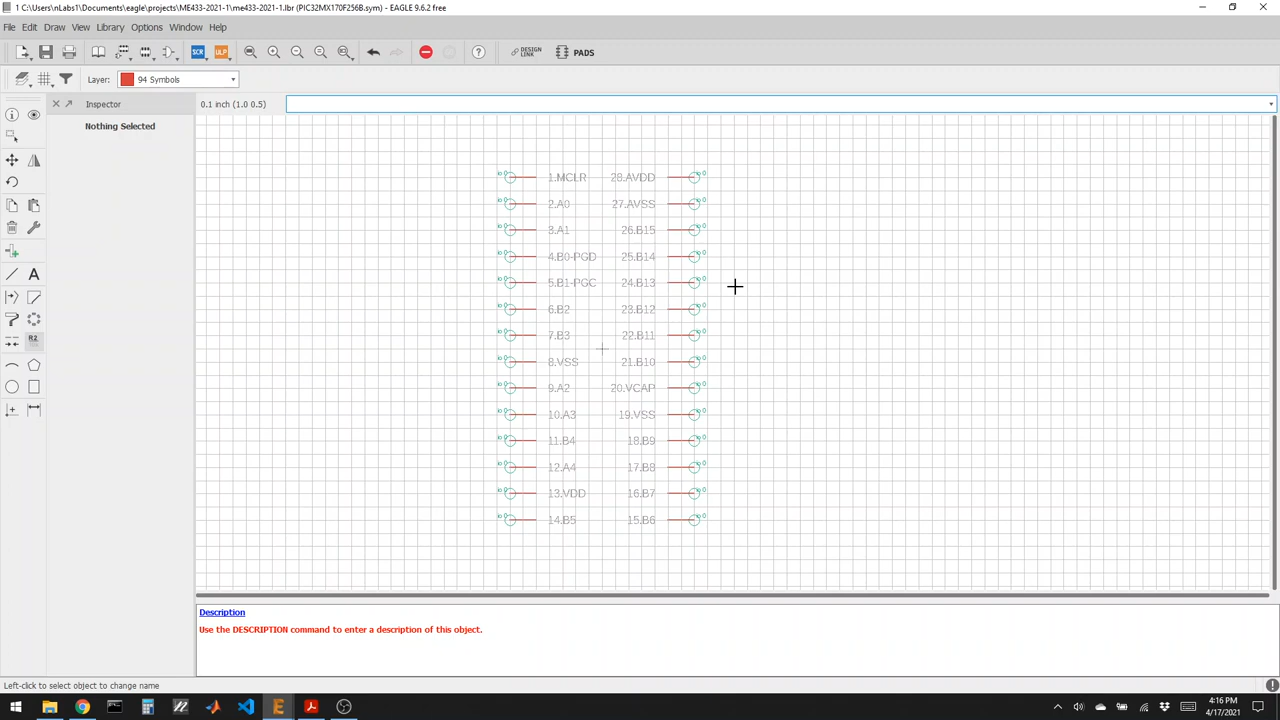 1 C:\Users\nLabs1\Documents\eagle\projects\ME433-2021-1\me433-2021-1.lbr (PIC32MX170F256B.sym) - EAGLE 9.6.2 free
File Edit Draw View Library Options Window Help
SCR ULP DESIGN LINK PADS
Layer: 94 Symbols
Inspector 0.1 inch (1.0 0.5)
Nothing Selected
1.MCLR 28.AVDD
2.A0 27.AVSS
3.A1 26.B15
4.B0-PGD 25.B14
5.B1-PGC 24.B13
6.B2 23.B12
7.B3 22.B11
8.VSS 21.B10
9.A2 20.VCAP
10.A3 19.VSS
11.B4 18.B9
12.A4 17.B8
13.VDD 16.B7
14.B5 15.B6
R2
Description
Use the DESCRIPTION command to enter a description of this object.
Left-click to select object to change name
4:16 PM
4/17/2021